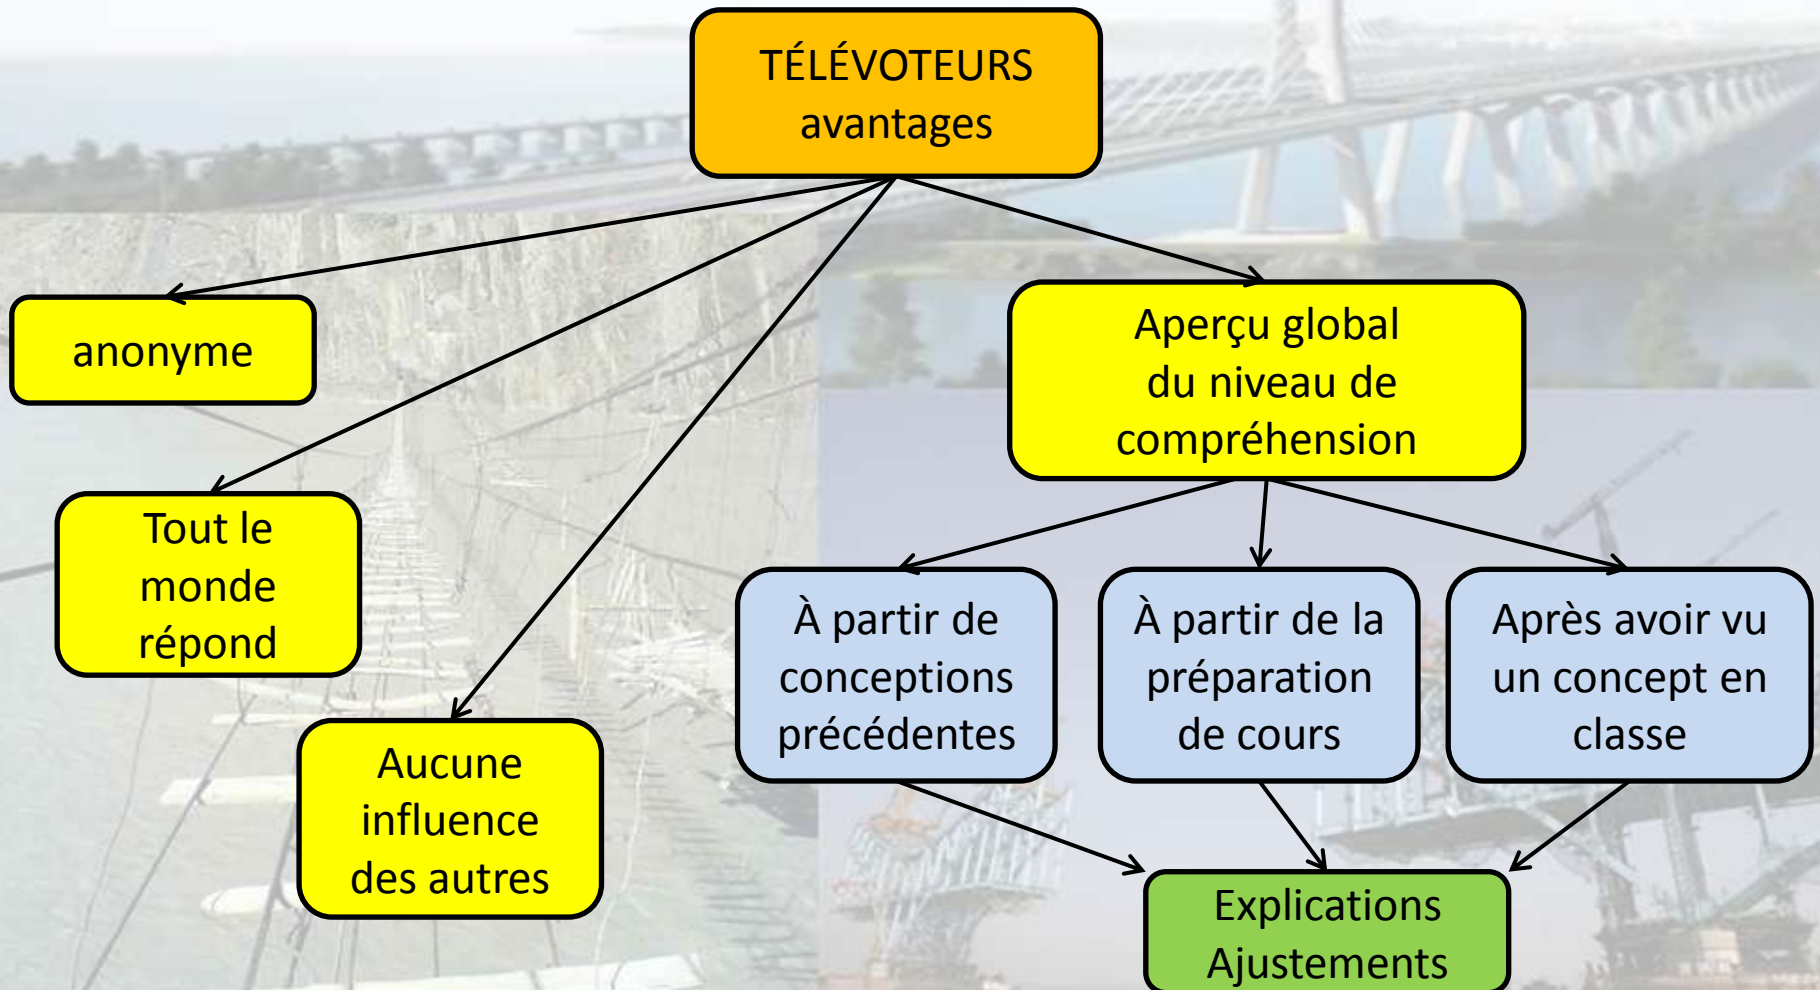 TÉLÉVOTEURS
avantages
anonyme
Tout le
monde
répond
Aucune
influence
des autres
Aperçu global
du niveau de
compréhension
À partir de
conceptions
précédentes
À partir de la
préparation
de cours
Après avoir vu
un concept en
classe
Explications
Ajustements